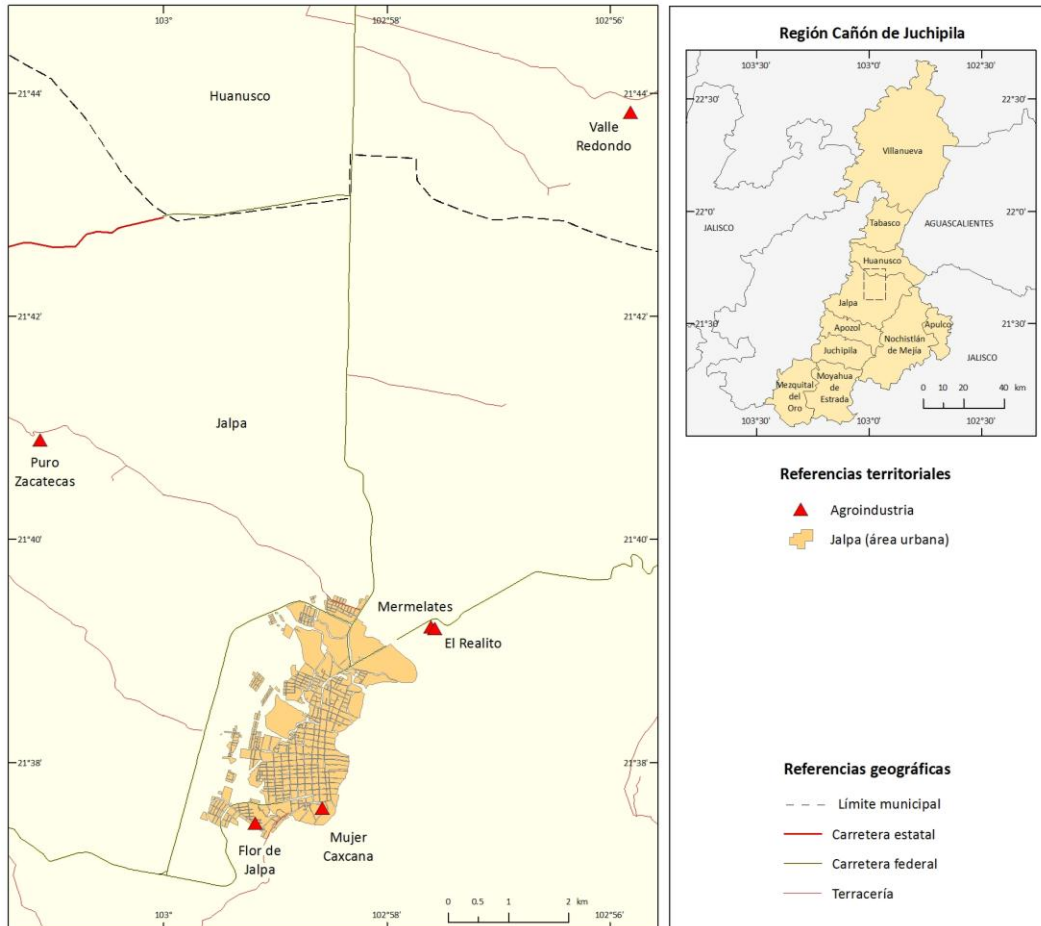 103°
102°58'
102°56'
21°44'
21°44'
Huanusco
Valle
Redondo
21°42'
21°42'
Jalpa
Puro
Zacatecas
21°40'
21°40'
Mermelates
El Realito
21°38'
21°38'
Mujer
Caxcana
Flor de
Jalpa
0 0.5 1 2 km
103°
102°58'
102°56'
Región Cañón de Juchipila
103°30'
103°0'
102°30'
22°30'
22°30'
Villanueva
22°0'
22°0'
Tabasco
JALISCO
AGUASCALIENTES
Huanusco
Jalpa
21°30'
21°30'
Apozol
Apulco
Nochistlán
de Mejía
Juchipila
JALISCO
Moyahua
de
Estrada
Mezquital
del
Oro
0 10 20 40 km
103°30'
103°0'
102°30'
Referencias territoriales
Agroindustria
Jalpa (área urbana)
Referencias geográficas
Límite municipal
Carretera estatal
Carretera federal
Terracería